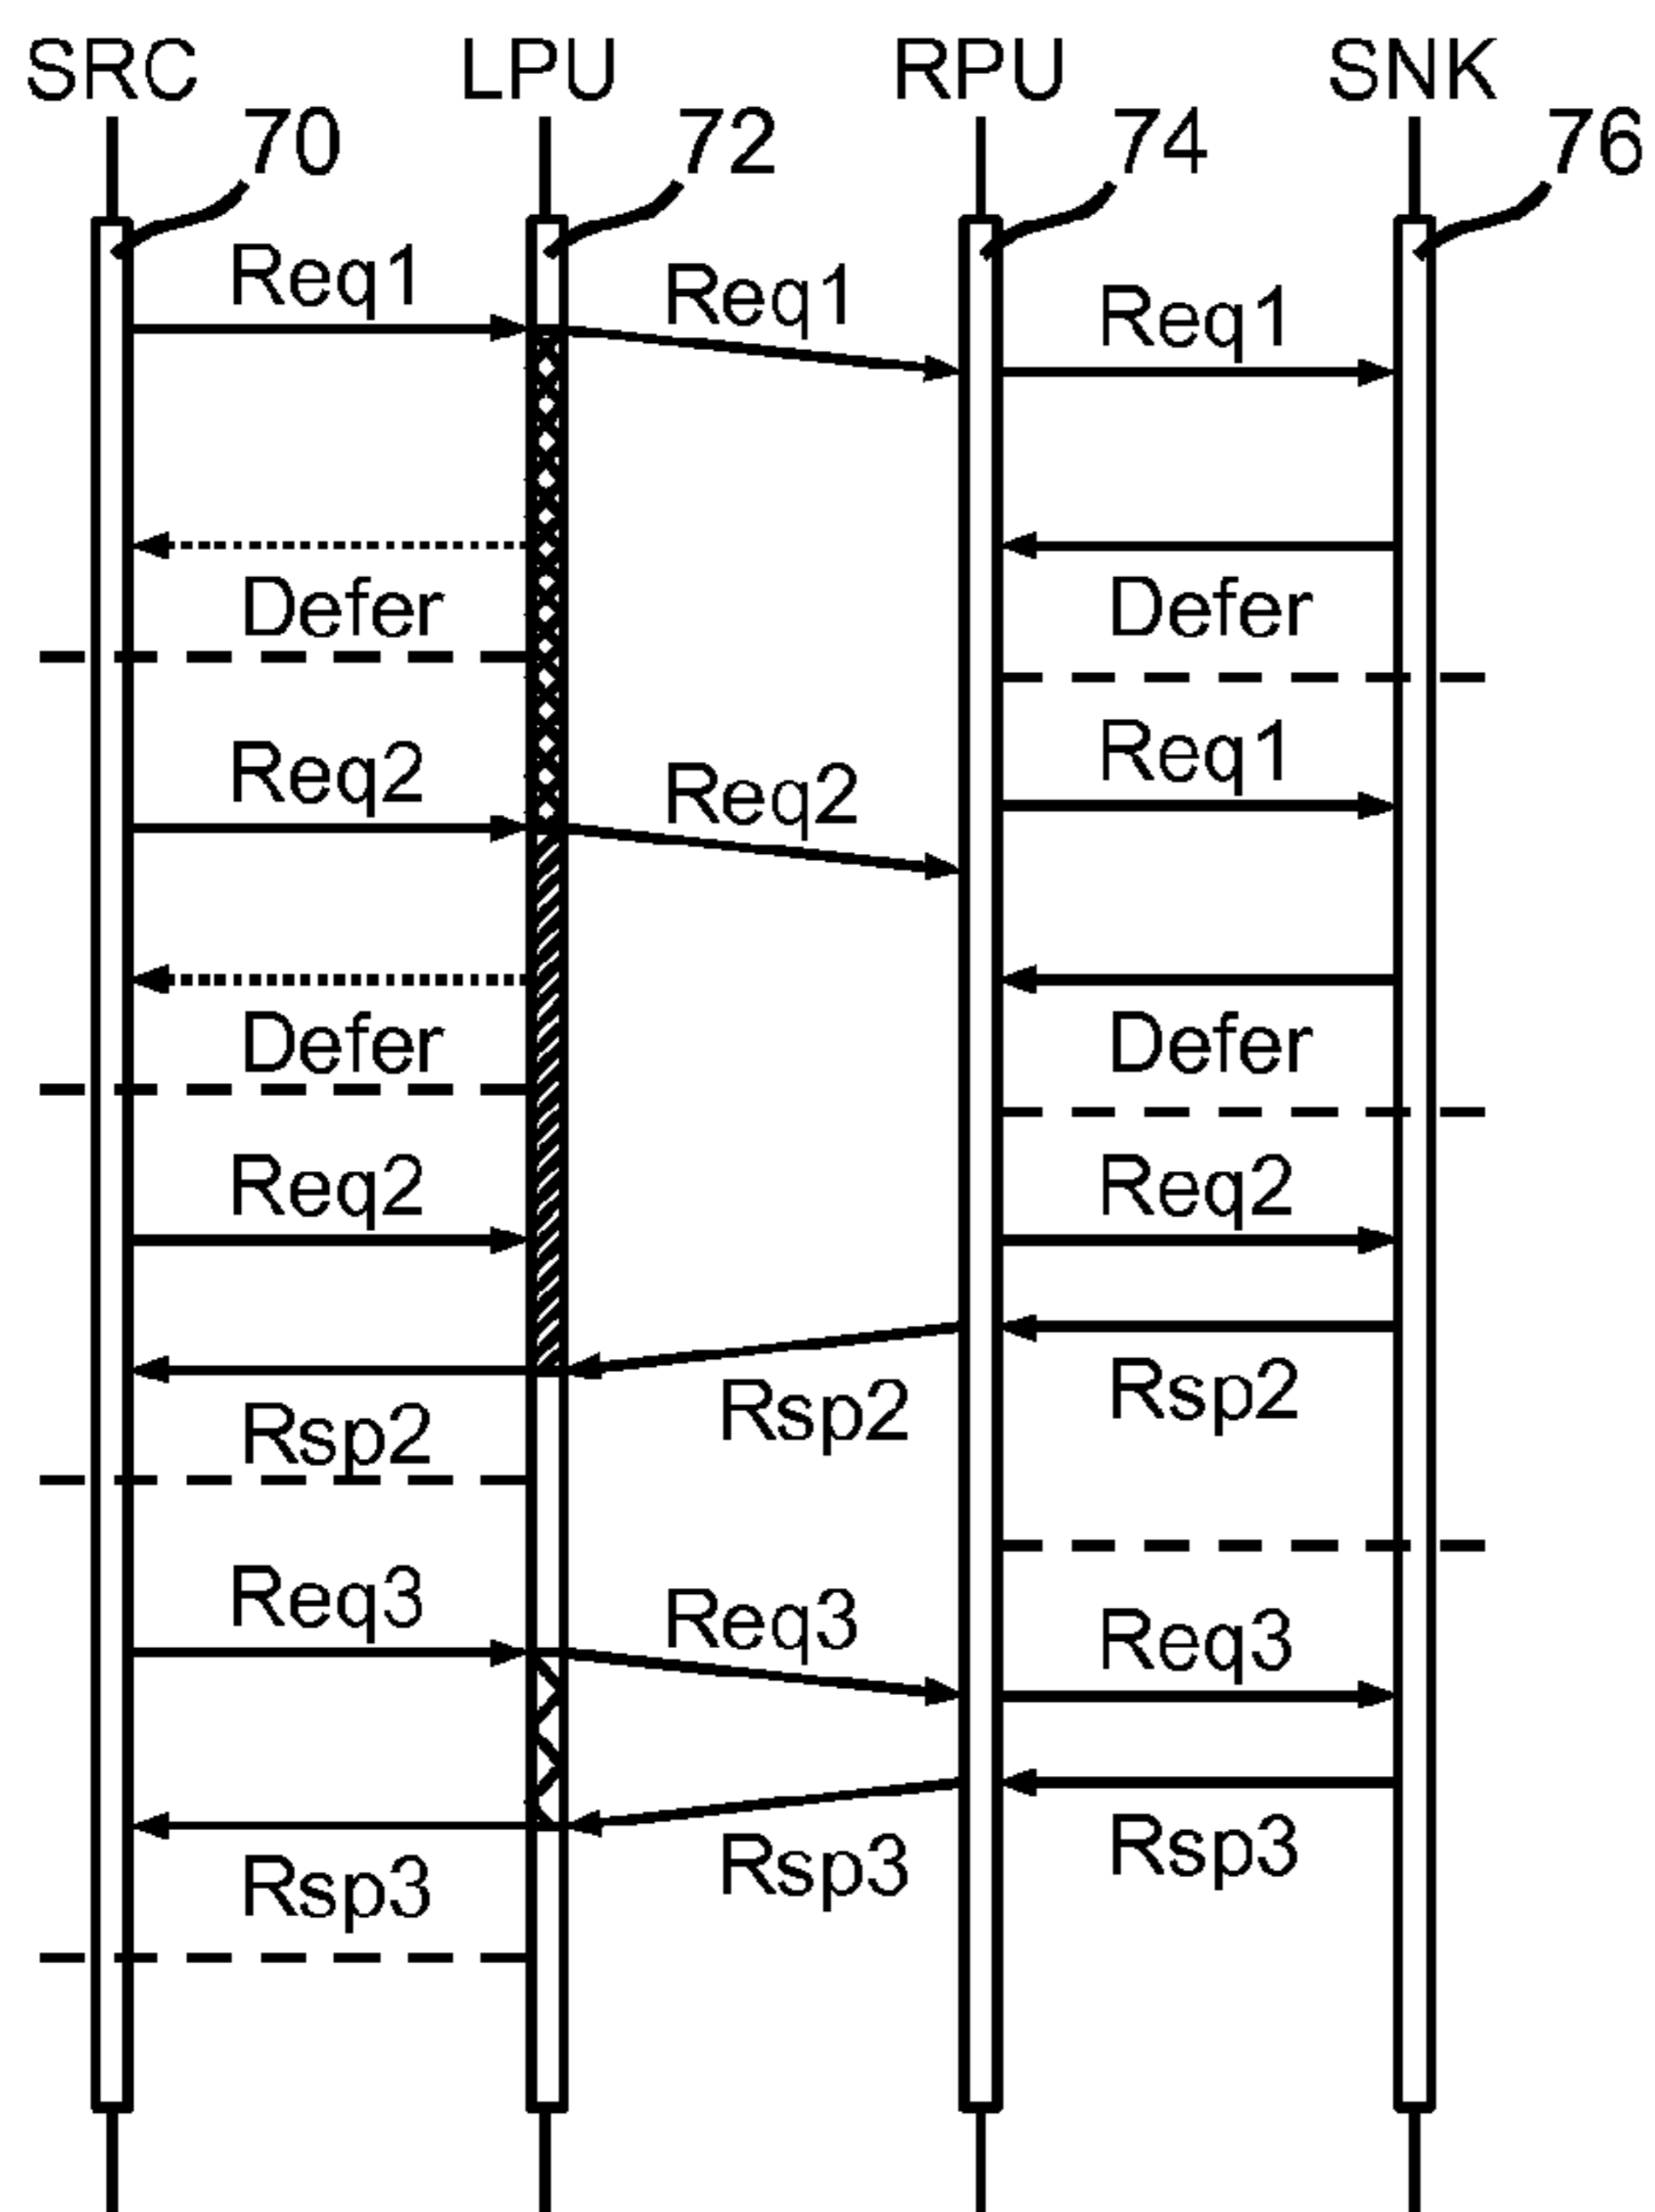 SRC LPU RPU SNK
70 72 74 76
Req1 Req1 Req1
Defer Defer
Req2 Req2 Req1
Defer Defer
Req2 Req2
Rsp2 Rsp2 Rsp2
Req3 Req3 Req3
Rsp3 Rsp3 Rsp3